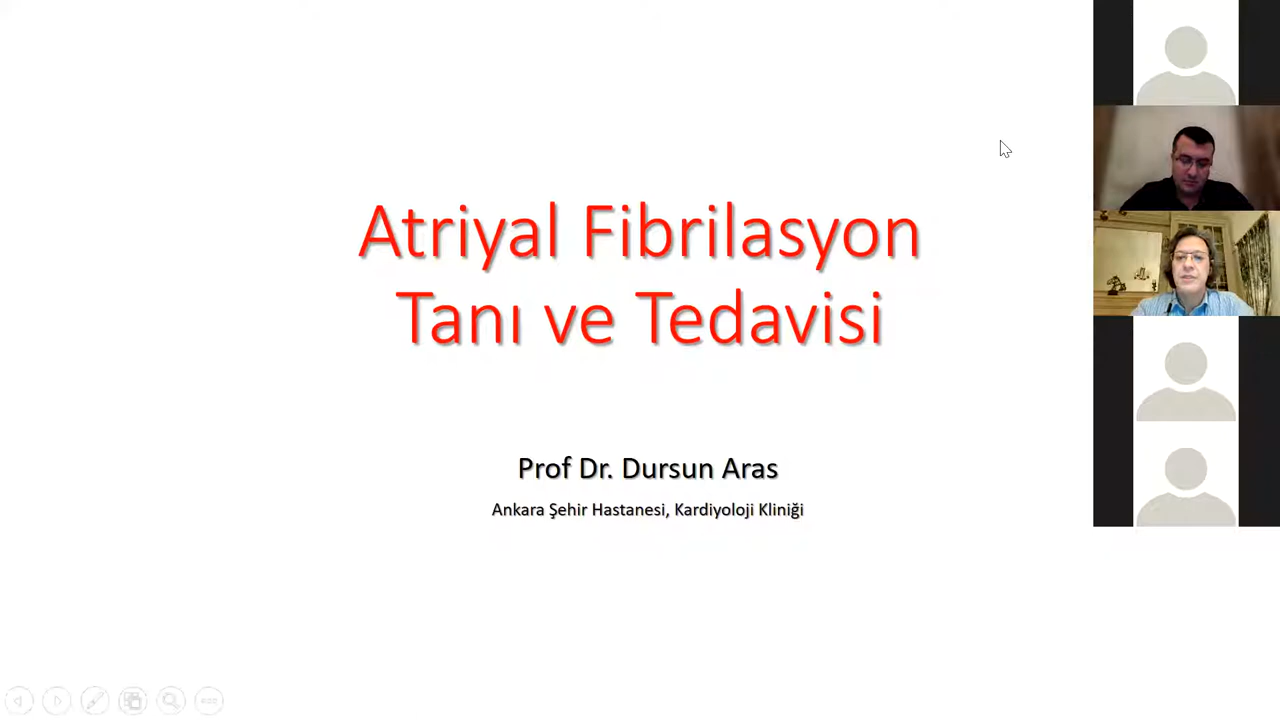 Atriyal Fibrilasyon
Tanı ve Tedavisi
Prof Dr. Dursun Aras
Ankara Şehir Hastanesi, Kardiyoloji Kliniği